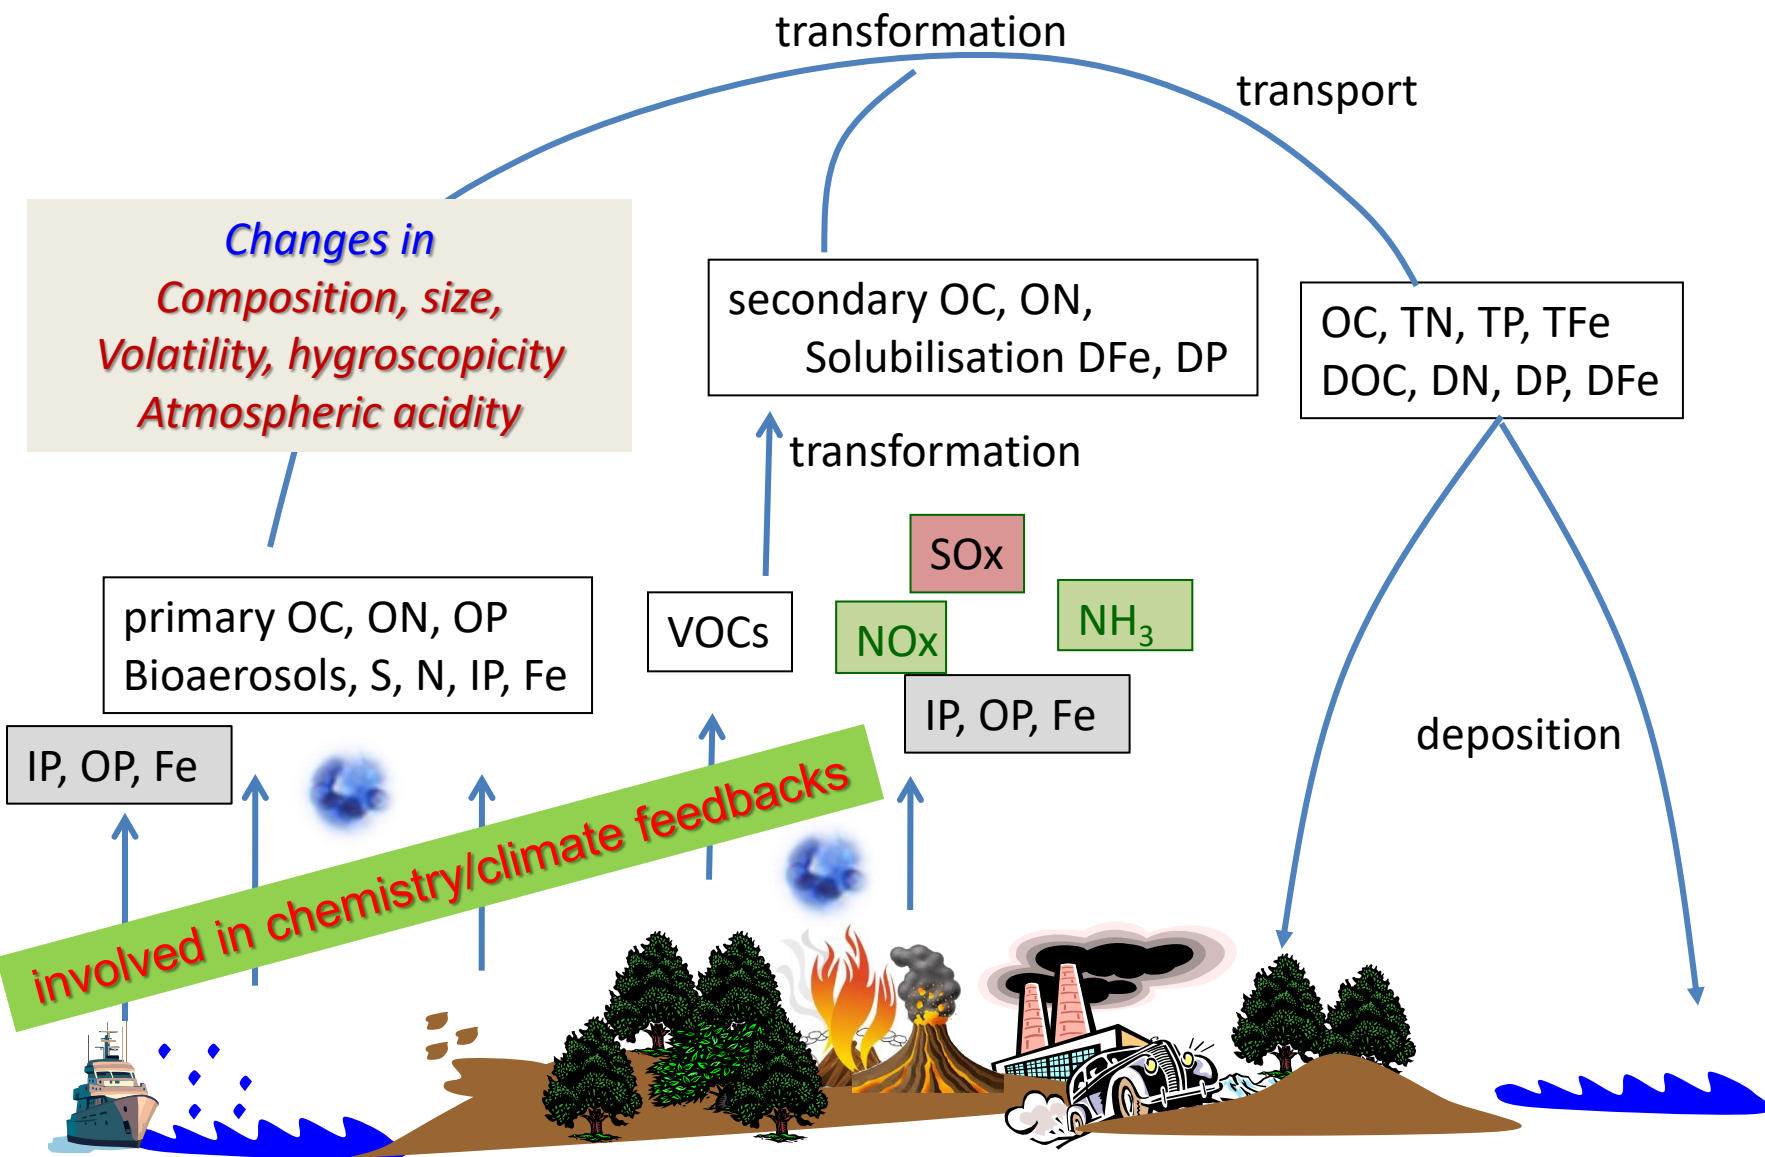 transformation
transport
Changes in
Composition, size,
Volatility, hygroscopicity
Atmospheric acidity
secondary OC, ON,
Solubilisation DFe, DP
OC, TN, TP, TFe
DOC, DN, DP, DFe
transformation
SOx
NOx
NH₃
VOCs
primary OC, ON, OP
Bioaerosols, S, N, IP, Fe
IP, OP, Fe
IP, OP, Fe
deposition
involved in chemistry/climate feedbacks